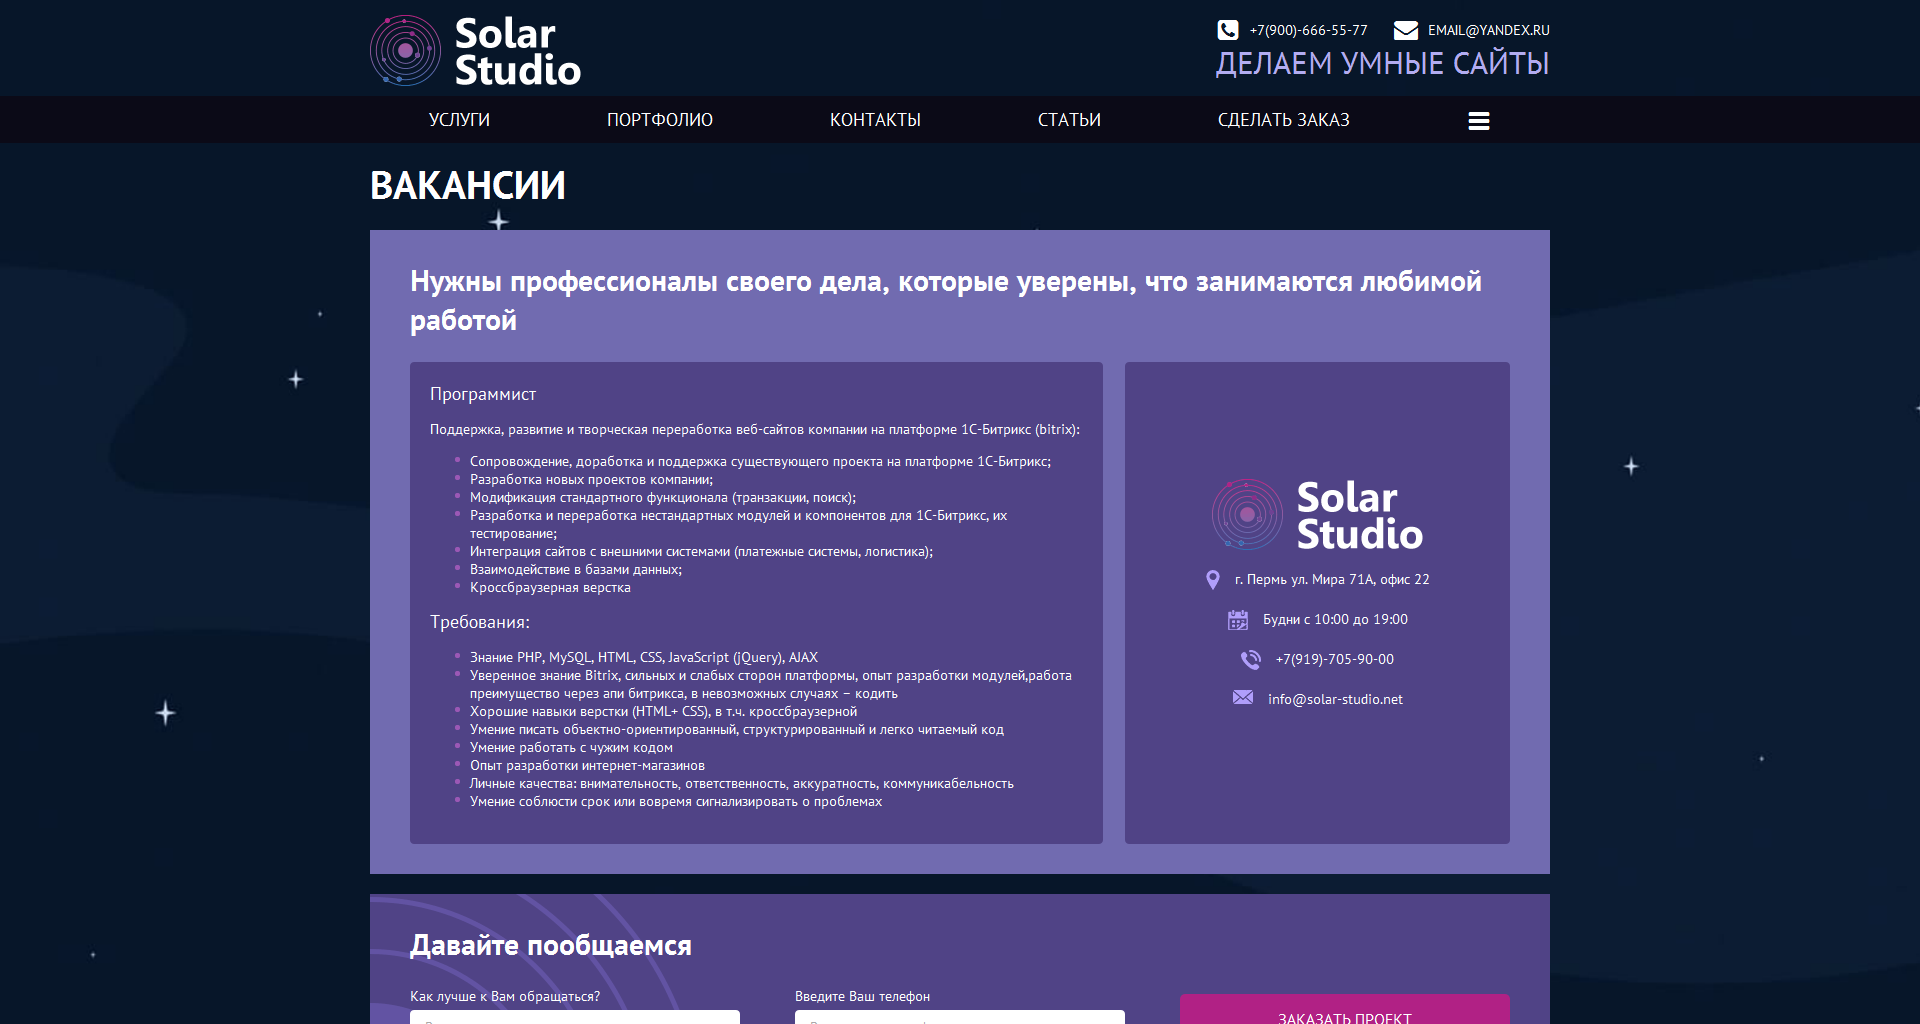 Solar
Studio
+7(900)-666-55-77 EMAIL@YANDEX.RU
ДЕЛАЕМ УМНЫЕ САЙТЫ
УСЛУГИ ПОРТФОЛИО КОНТАКТЫ СТАТЬИ СДЕЛАТЬ ЗАКАЗ
ВАКАНСИИ
Нужны профессионалы своего дела, которые уверены, что занимаются любимой
работой
Программист
Поддержка, развитие и творческая переработка веб-сайтов компании на платформе 1С-Битрикс (bitrix):
Сопровождение, доработка и поддержка существующего проекта на платформе 1С-Битрикс;
Разработка новых проектов компании;
Модификация стандартного функционала (транзакции, поиск);
Разработка и переработка нестандартных модулей и компонентов для 1С-Битрикс, их
тестирование;
Интеграция сайтов с внешними системами (платежные системы, логистика);
Взаимодействие в базами данных;
Кроссбраузерная верстка
Требования:
Знание PHP, MySQL, HTML, CSS, JavaScript (jQuery), AJAX
Уверенное знание Bitrix, сильных и слабых сторон платформы, опыт разработки модулей,работа
преимущество через апи битрикса, в невозможных случаях – кодить
Хорошие навыки верстки (HTML+ CSS), в т.ч. кроссбраузерной
Умение писать объектно-ориентированный, структурированный и легко читаемый код
Умение работать с чужим кодом
Опыт разработки интернет-магазинов
Личные качества: внимательность, ответственность, аккуратность, коммуникабельность
Умение соблюсти срок или вовремя сигнализировать о проблемах
Solar
Studio
г. Пермь ул. Мира 71А, офис 22
Будни с 10:00 до 19:00
+7(919)-705-90-00
info@solar-studio.net
Давайте пообщаемся
Как лучше к Вам обращаться? Введите Ваш телефон
ЗАКАЗАТЬ ПРОЕКТ